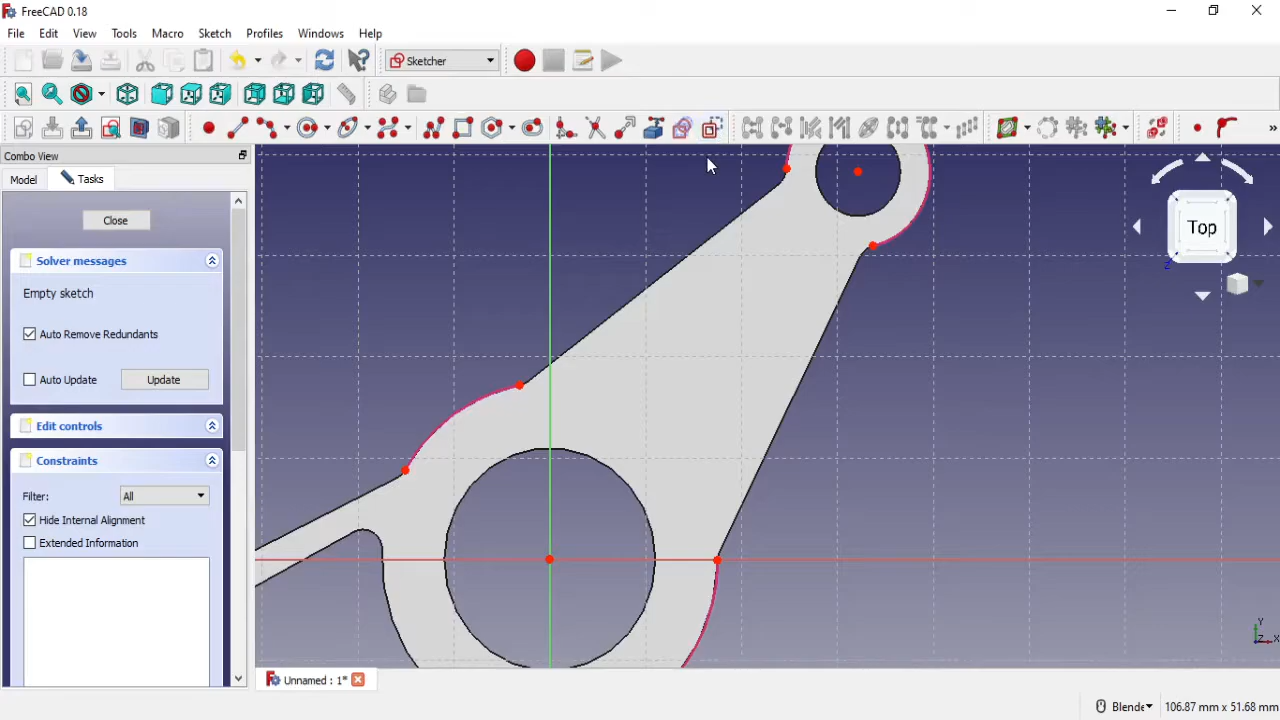 FreeCAD 0.18
File Edit View Tools Macro Sketch Profiles Windows Help
Sketcher
»
Combo View
Model Tasks
Close
Solver messages
Empty sketch
Auto Remove Redundants
Auto Update Update
Edit controls
Constraints
Filter: All
Hide Internal Alignment
Extended Information
Top
Z
Y
Z X
Unnamed : 1*
Blende 106.87 mm x 51.68 mm